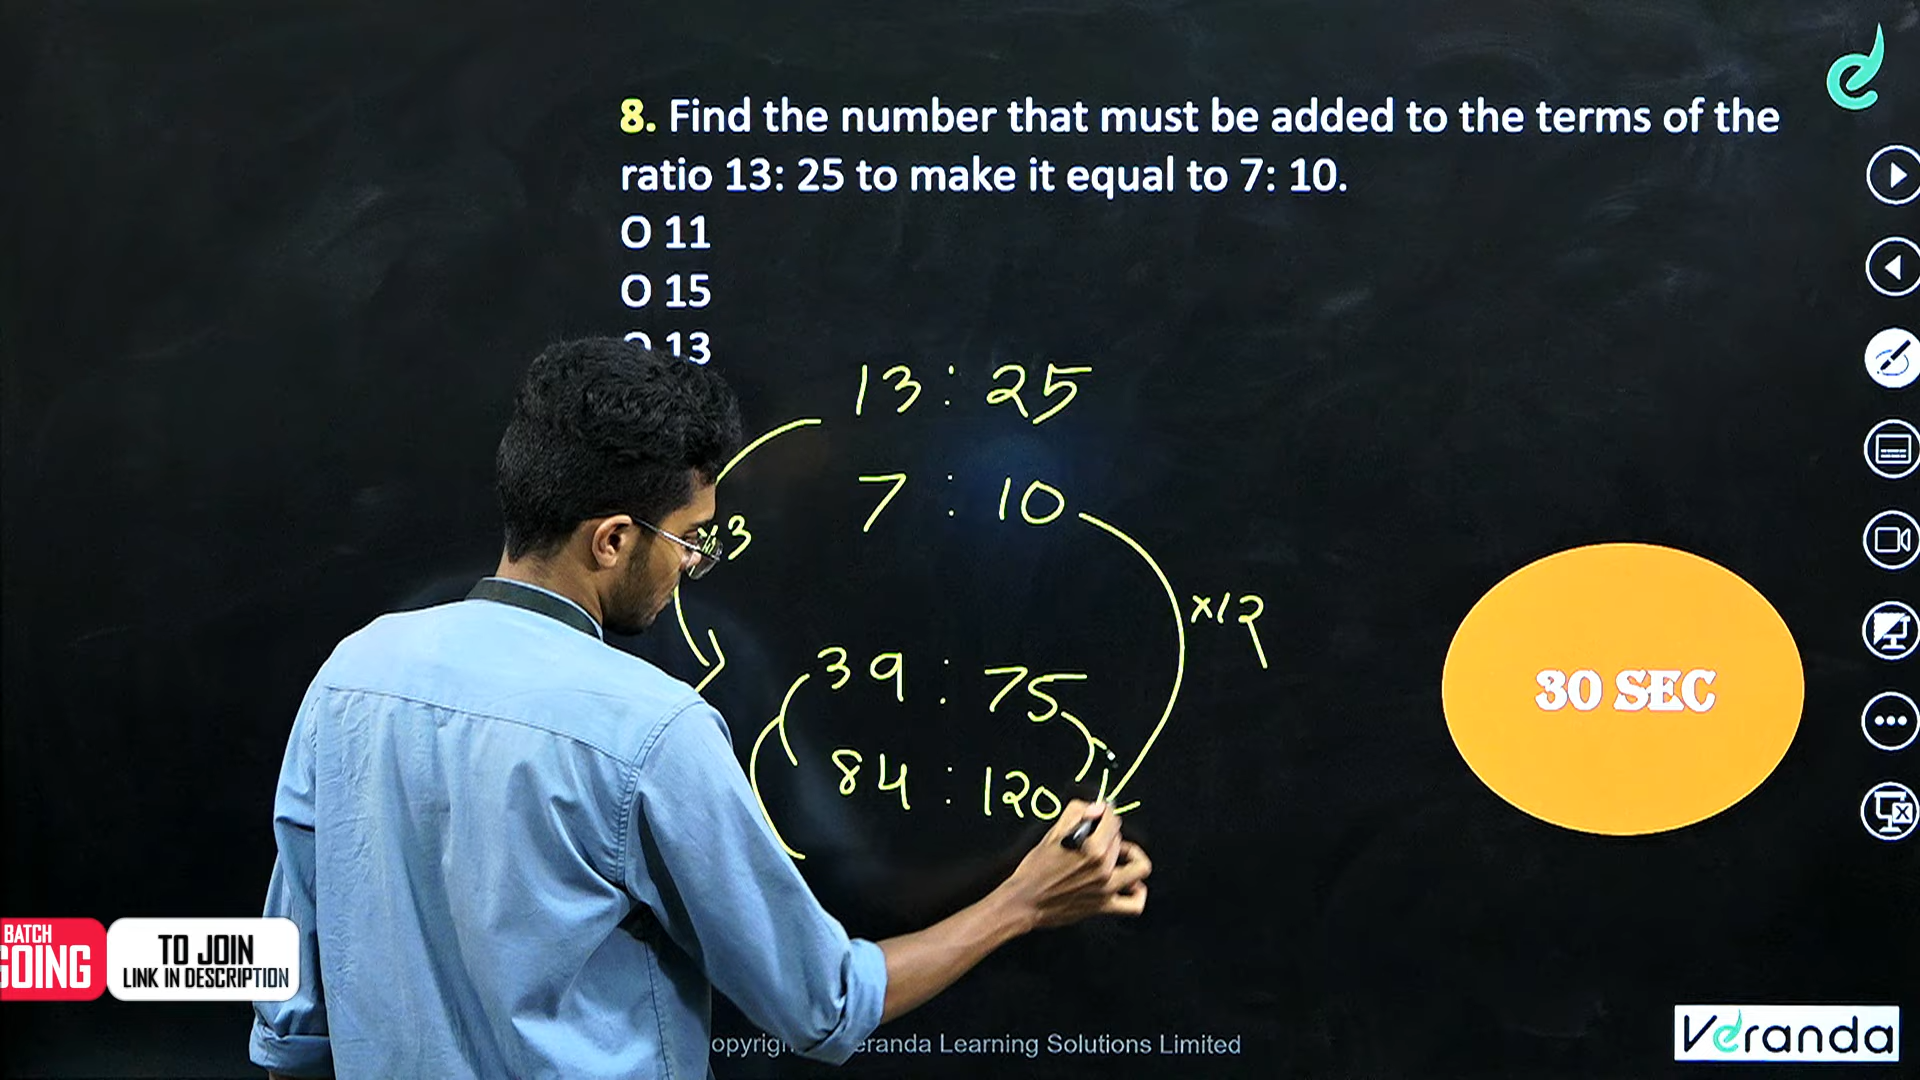 8. Find the number that must be added to the terms of the
ratio 13: 25 to make it equal to 7: 10.
O 11
O 15
O 13
13 : 25
7 : 10
×3
×12
39 : 75
84 : 120
30 SEC
BATCH
GOING
TO JOIN
LINK IN DESCRIPTION
Learning Solutions Limited
Veranda